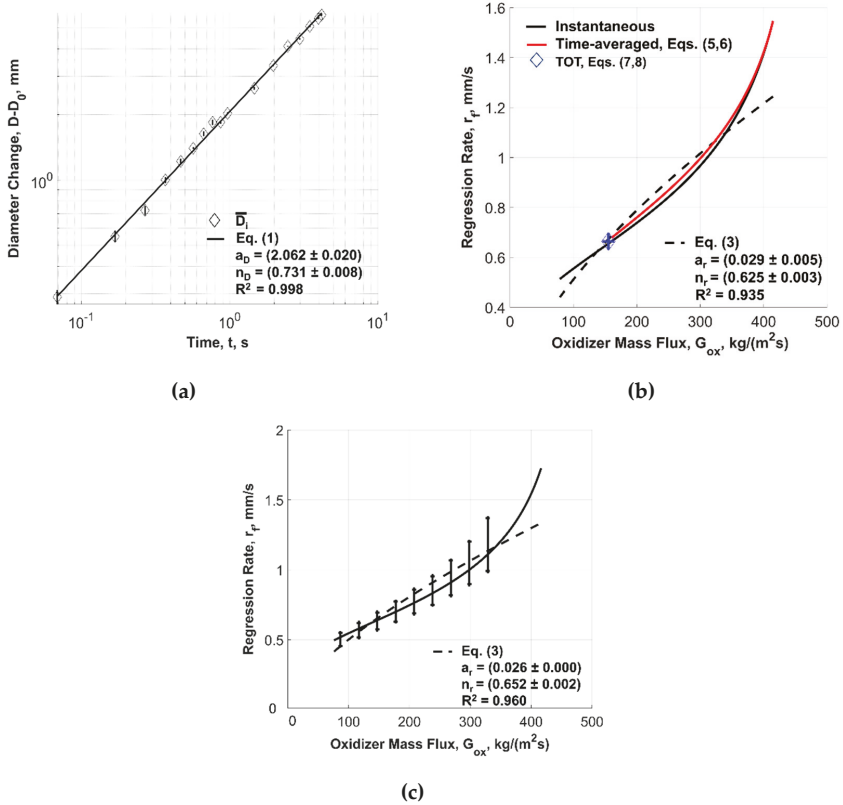 Diameter Change, D-D0, mm
10^0
D̅i
Eq. (1)
aD = (2.062 ± 0.020)
nD = (0.731 ± 0.008)
R² = 0.998
10^-1
10^0
10^1
Time, t, s
(a)
Regression Rate, rf, mm/s
1.6
1.4
1.2
1
0.8
0.6
0.4
Instantaneous
Time-averaged, Eqs. (5,6)
TOT, Eqs. (7,8)
Eq. (3)
ar = (0.029 ± 0.005)
nr = (0.625 ± 0.003)
R² = 0.935
0 100 200 300 400 500
Oxidizer Mass Flux, Gox, kg/(m²s)
(b)
Regression Rate, rf, mm/s
2
1.5
1
0.5
0
Eq. (3)
ar = (0.026 ± 0.000)
nr = (0.652 ± 0.002)
R² = 0.960
0 100 200 300 400 500
Oxidizer Mass Flux, Gox, kg/(m²s)
(c)